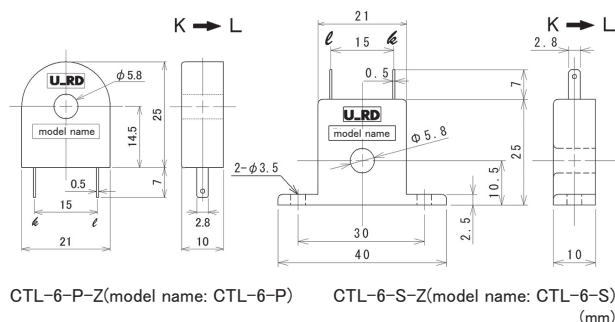 K → L
U_RD
φ5.8
model name
25
14.5
0.5
7
15
k
l
21
2.8
10
21
l
k
15
0.5
7
U_RD
model name
φ5.8
2-φ3.5
25
10.5
2.5
30
40
K → L
2.8
10
CTL-6-P-Z(model name: CTL-6-P)
CTL-6-S-Z(model name: CTL-6-S)
(mm)